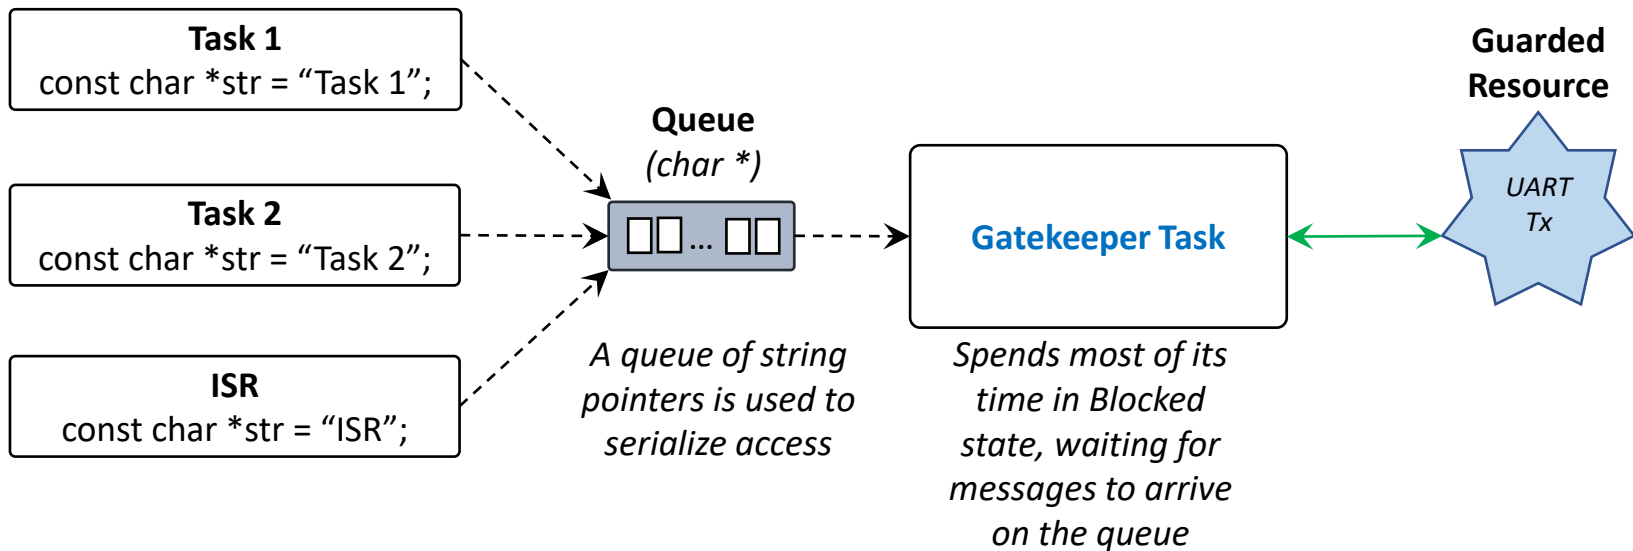 Task 1
const char *str = “Task 1”;
Task 2
const char *str = “Task 2”;
ISR
const char *str = “ISR”;
Queue
(char *)
...
A queue of string
pointers is used to
serialize access
Gatekeeper Task
Spends most of its
time in Blocked
state, waiting for
messages to arrive
on the queue
Guarded
Resource
UART
Tx